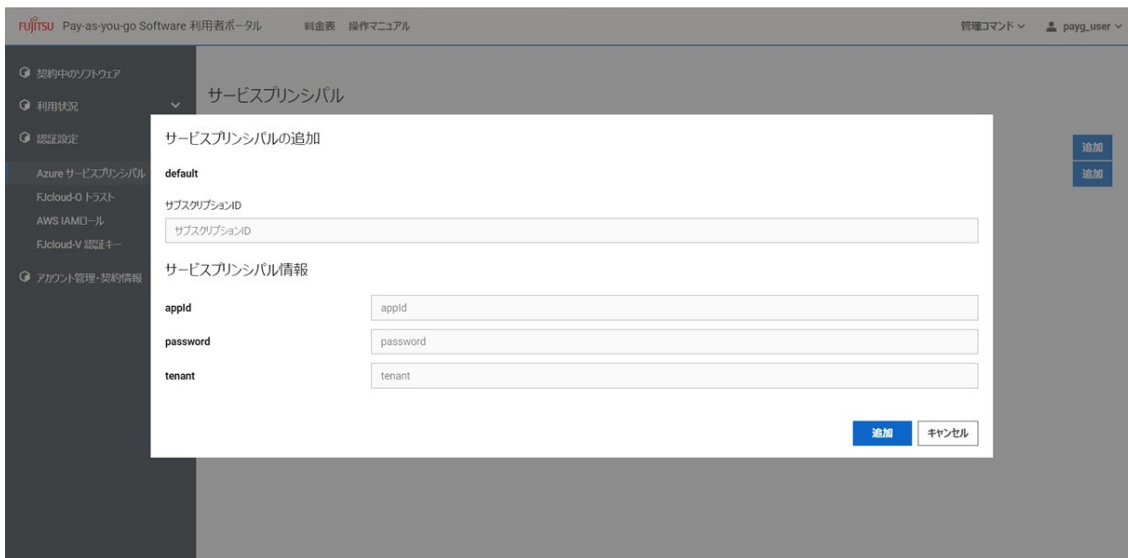 FUJITSU Pay-as-you-go Software 利用者ポータル 料金表 操作マニュアル 管理コマンド payg_user
契約中のソフトウェア
利用状況
認証設定
Azure サービスプリンシパル
FJcloud-O トラスト
AWS IAMロール
FJcloud-V 認証キー
アカウント管理・契約情報
サービスプリンシパル
追加
追加
サービスプリンシパルの追加
default
サブスクリプションID
サブスクリプションID
サービスプリンシパル情報
appId appId
password password
tenant tenant
追加 キャンセル